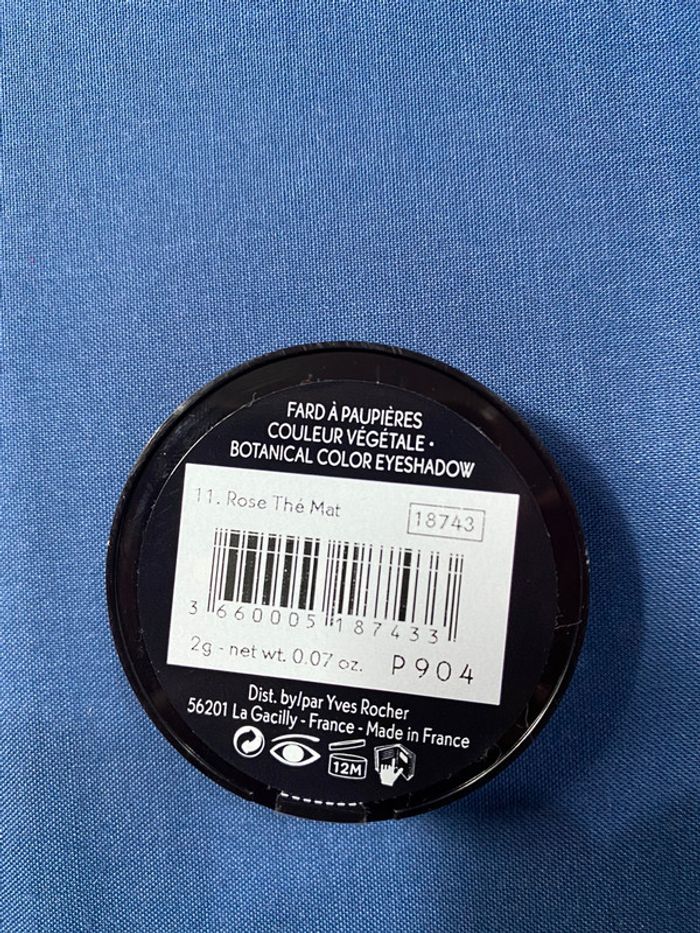 FARD À PAUPIÈRES
COULEUR VÉGÉTALE •
BOTANICAL COLOR EYESHADOW
11. Rose Thé Mat
18743
3 660005 187433
2g - net wt. 0.07 oz.
P904
Dist. by/par Yves Rocher
56201 La Gacilly - France - Made in France
12M